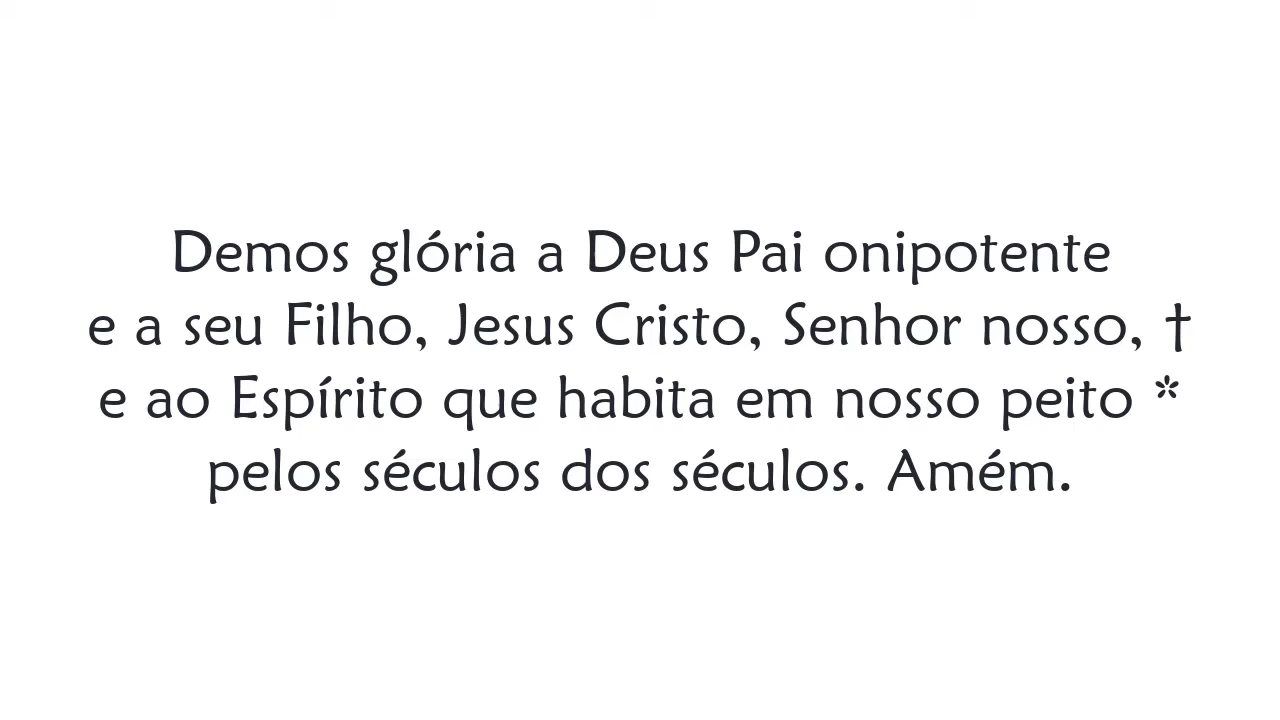 Demos glória a Deus Pai onipotente
e a seu Filho, Jesus Cristo, Senhor nosso, †
e ao Espírito que habita em nosso peito *
pelos séculos dos séculos. Amém.